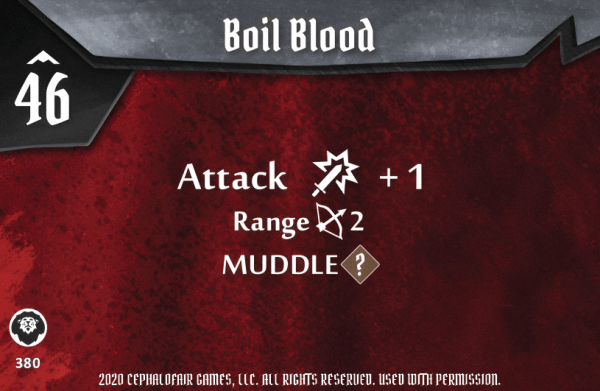 Boil Blood
46
Attack + 1
Range 2
MUDDLE ?
380
2020 CEPHALOFAIR GAMES, LLC. ALL RIGHTS RESERVED. USED WITH PERMISSION.